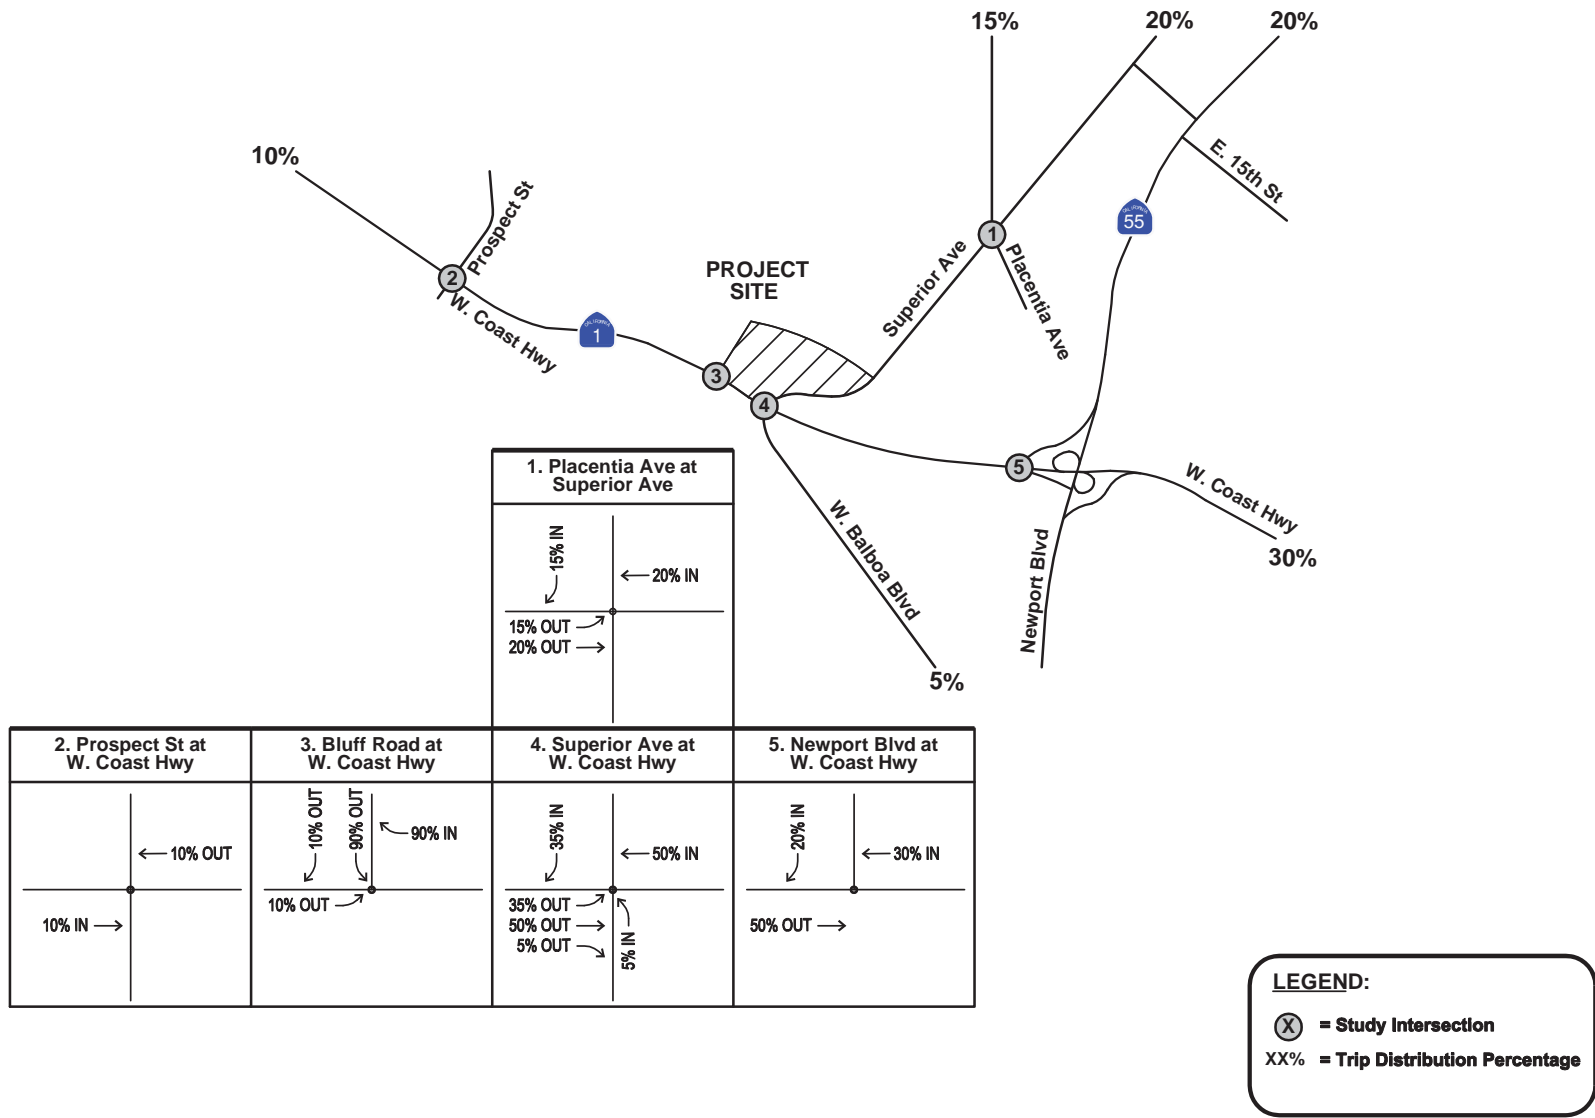 15%
20%
20%
10%
Prospect St
E. 15th St
CALIFORNIA
55
1
2
PROJECT
SITE
Superior Ave
Placentia Ave
W. Coast Hwy
CALIFORNIA
1
3
4
5
W. Coast Hwy
30%
W. Balboa Blvd
Newport Blvd
5%
1. Placentia Ave at
Superior Ave
15% IN
20% IN
15% OUT
20% OUT
2. Prospect St at
W. Coast Hwy
10% OUT
10% IN
3. Bluff Road at
W. Coast Hwy
10% OUT
90% OUT
90% IN
10% OUT
4. Superior Ave at
W. Coast Hwy
35% IN
50% IN
35% OUT
50% OUT
5% OUT
5% IN
5. Newport Blvd at
W. Coast Hwy
20% IN
30% IN
50% OUT
LEGEND:
X = Study Intersection
XX% = Trip Distribution Percentage